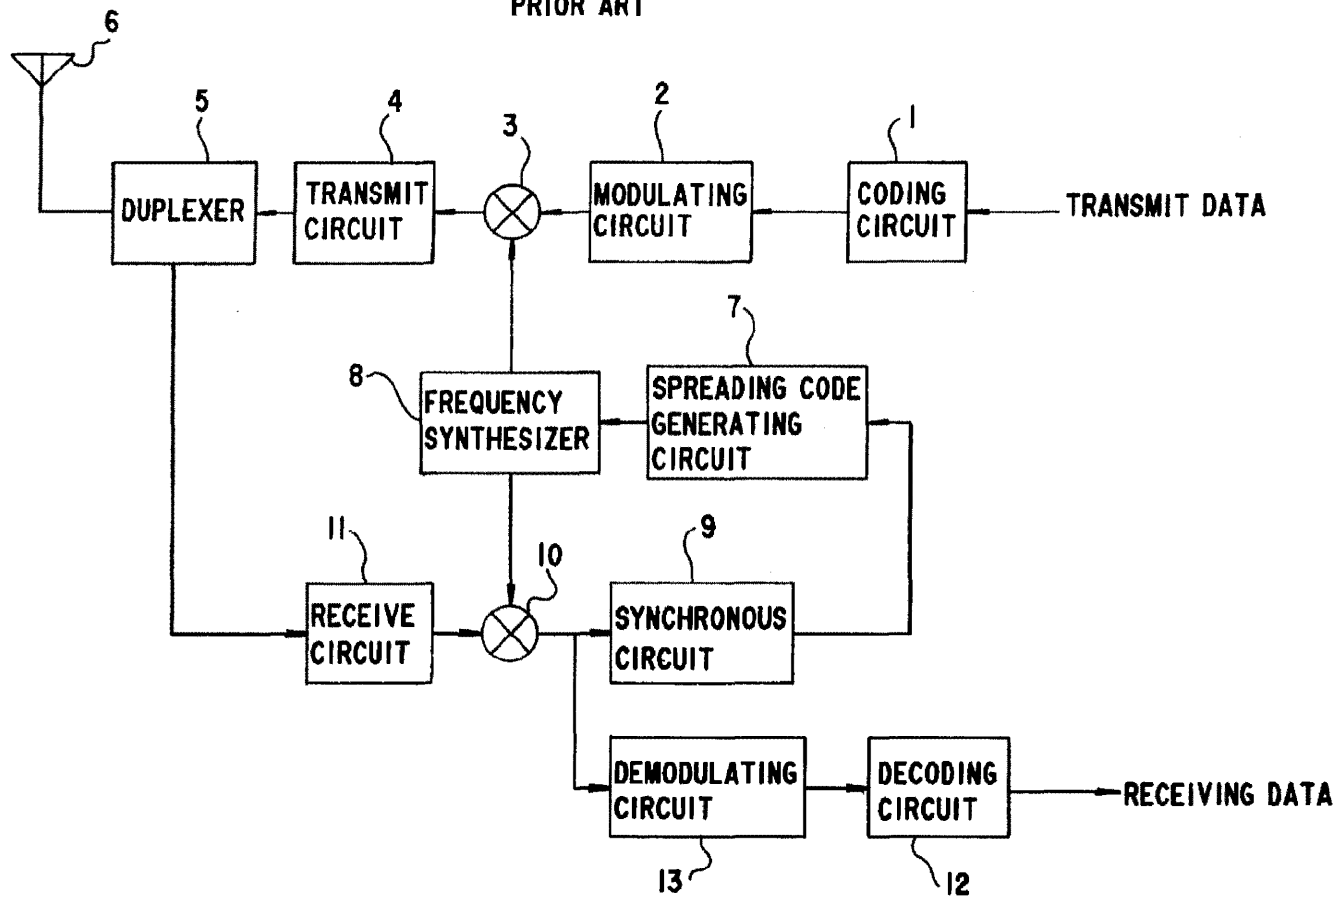 PRIOR ART
6
5
4
3
2
1
DUPLEXER
TRANSMIT
CIRCUIT
MODULATING
CIRCUIT
CODING
CIRCUIT
TRANSMIT DATA
7
8
FREQUENCY
SYNTHESIZER
SPREADING CODE
GENERATING
CIRCUIT
11
10
9
RECEIVE
CIRCUIT
SYNCHRONOUS
CIRCUIT
DEMODULATING
CIRCUIT
DECODING
CIRCUIT
RECEIVING DATA
13
12